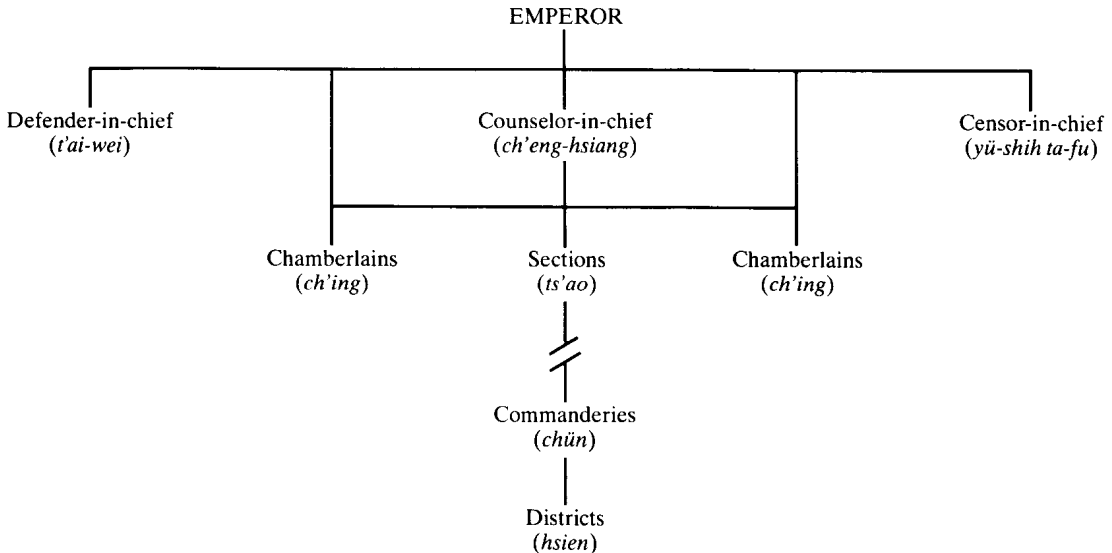 EMPEROR
Defender-in-chief
(t'ai-wei)
Counselor-in-chief
(ch'eng-hsiang)
Censor-in-chief
(yü-shih ta-fu)
Chamberlains
(ch'ing)
Sections
(ts'ao)
Chamberlains
(ch'ing)
Commanderies
(chün)
Districts
(hsien)